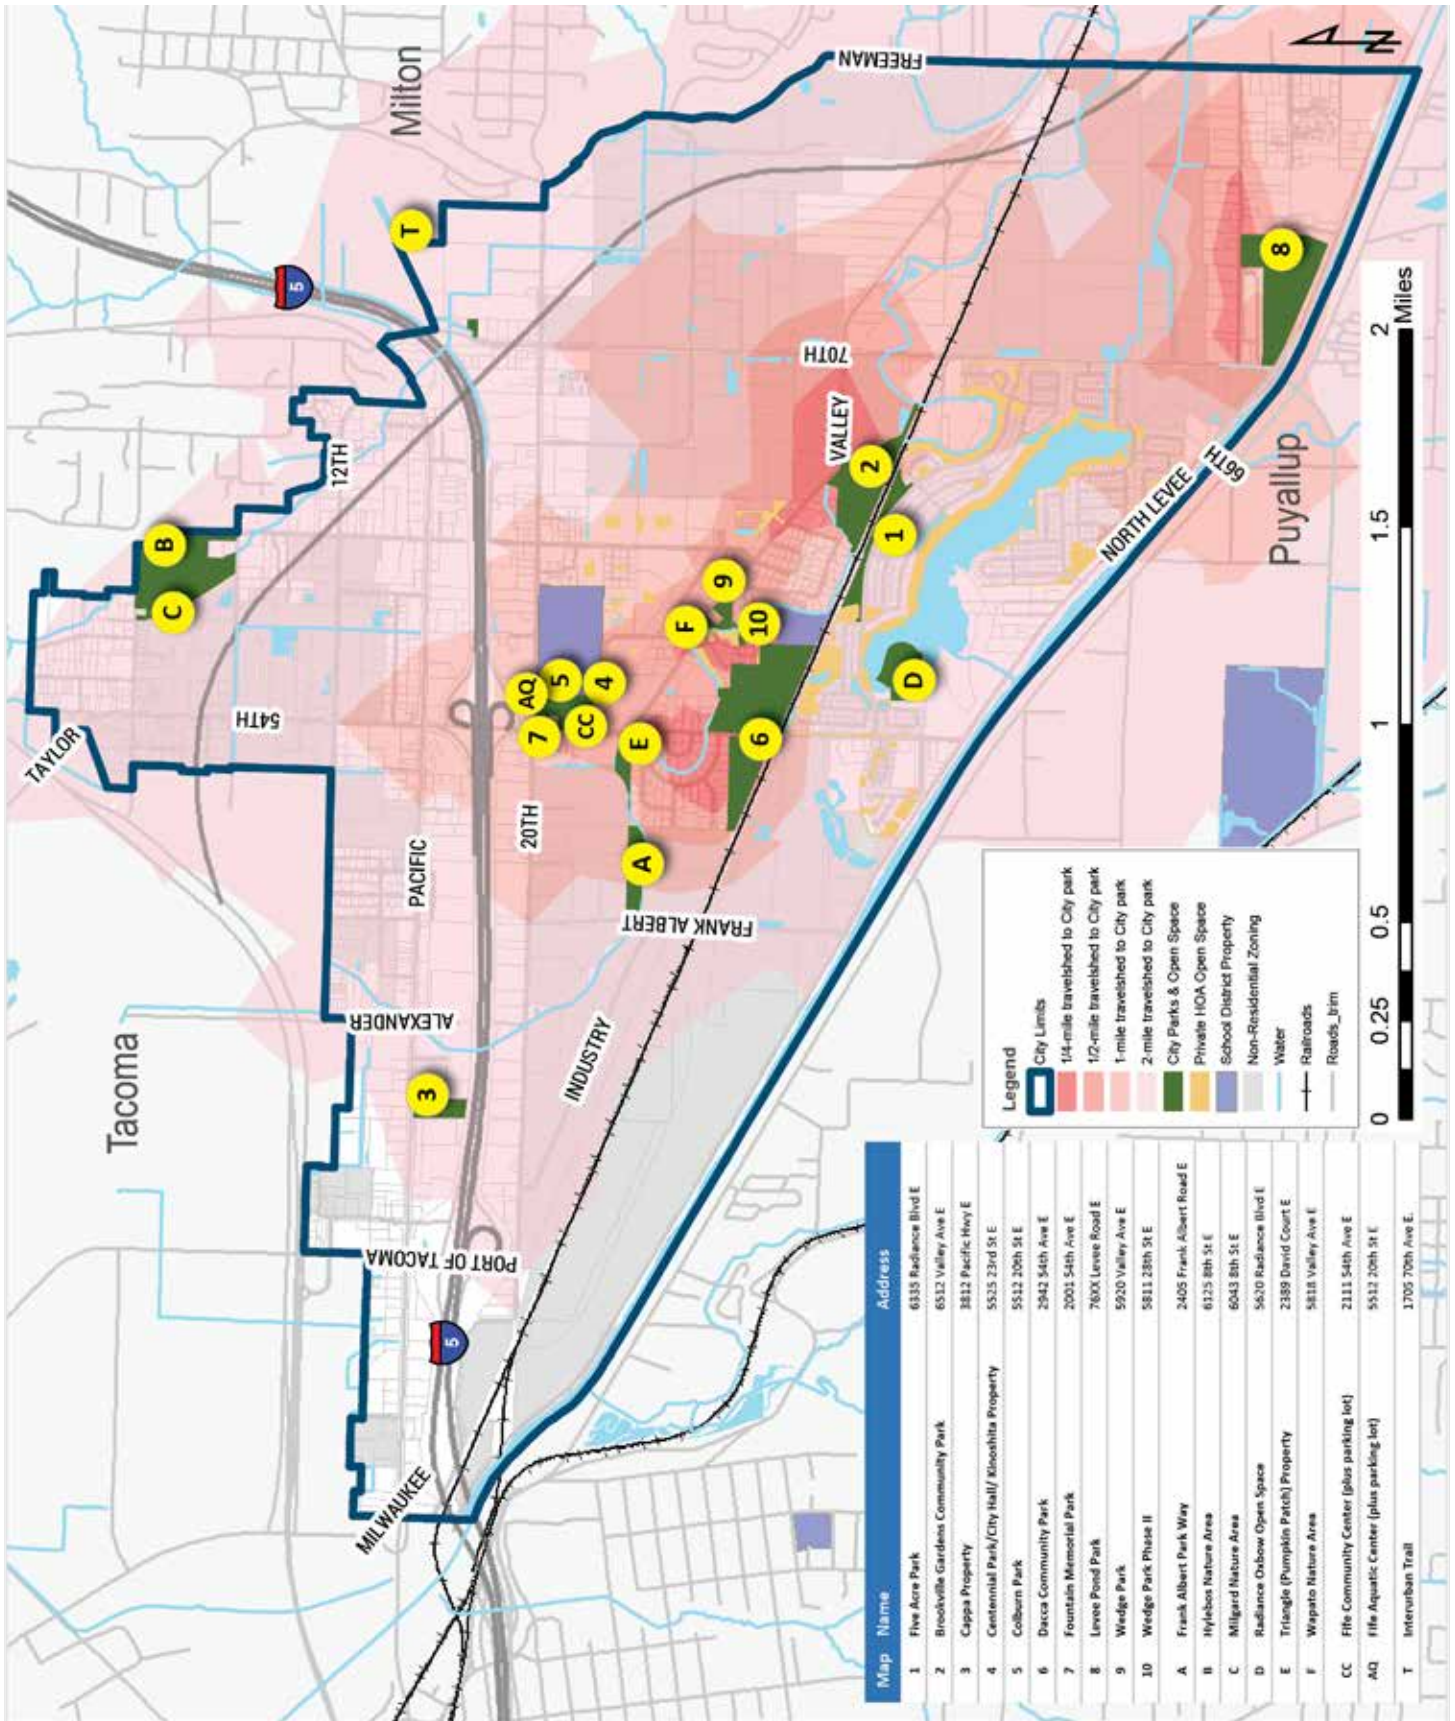 Tacoma
Milton
Puyallup
TAYLOR
54TH
12TH
PACIFIC
ALEXANDER
20TH
FREEMAN
70TH
VALLEY
FRANK ALBERT
INDUSTRY
PORT OF TACOMA
MILWAUKEE
NORTH LEVEE
66TH
5
5
N
B
C
T
3
AQ
7
5
CC
4
E
A
F
9
10
6
2
1
D
8
Legend
City Limits
1/4-mile travelshed to City park
1/2-mile travelshed to City park
1-mile travelshed to City park
2-mile travelshed to City park
City Parks & Open Space
Private HOA Open Space
School District Property
Non-Residential Zoning
Water
Railroads
Roads_trim
0 0.25 0.5 1 1.5 2
Miles
Map Name Address
1 Five Acre Park 6335 Radiance Blvd E
2 Brookville Gardens Community Park 6512 Valley Ave E
3 Cappa Property 3812 Pacific Hwy E
4 Centennial Park/City Hall/ Kinoshita Property 5525 23rd St E
5 Colburn Park 5512 20th St E
6 Dacca Community Park 2942 54th Ave E
7 Fountain Memorial Park 2001 54th Ave E
8 Levee Pond Park 76XX Levee Road E
9 Wedge Park 5920 Valley Ave E
10 Wedge Park Phase II 5811 28th St E
A Frank Albert Park Way 2405 Frank Albert Road E
B Hylebos Nature Area 6125 8th St E
C Milgard Nature Area 6043 8th St E
D Radiance Oxbow Open Space 5620 Radiance Blvd E
E Triangle (Pumpkin Patch) Property 2389 David Court E
F Wapato Nature Area 5818 Valley Ave E
CC Fife Community Center (plus parking lot) 2111 54th Ave E
AQ Fife Aquatic Center (plus parking lot) 5512 20th St E
T Interurban Trail 1705 70th Ave E.